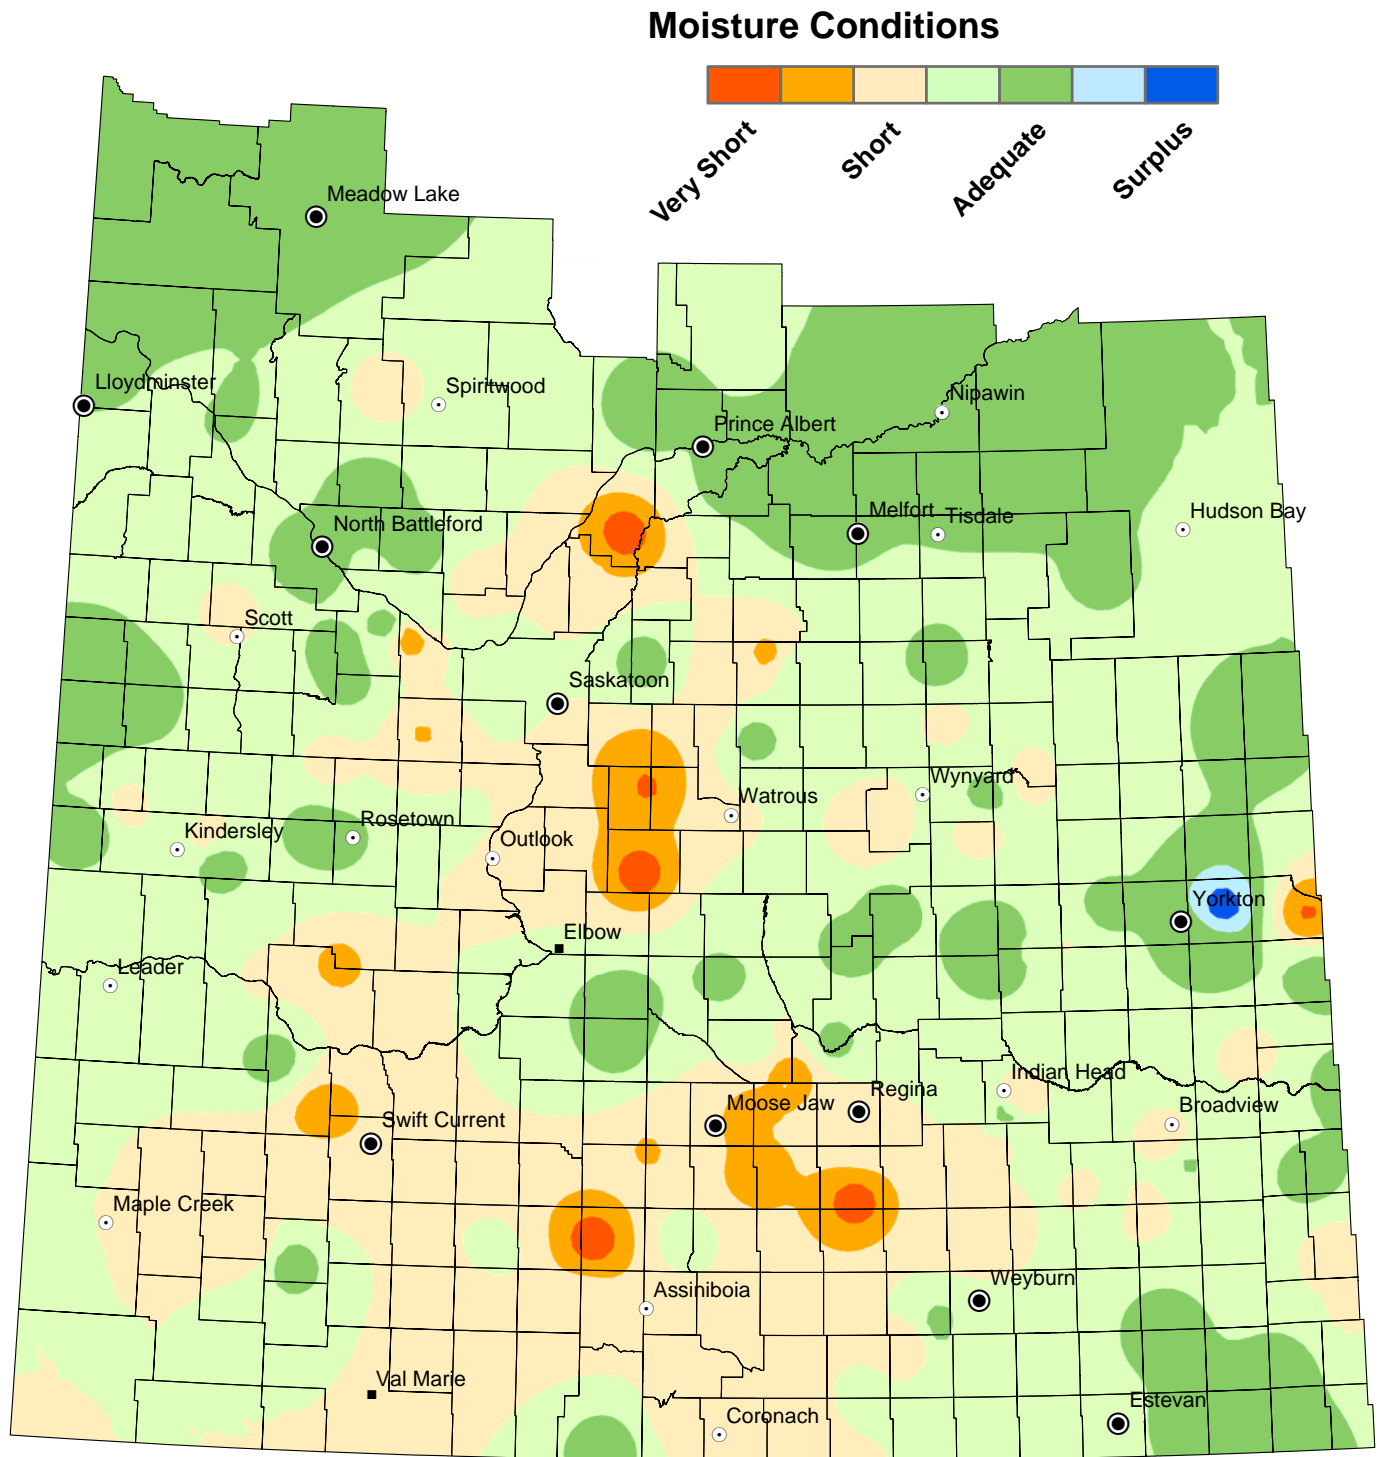 Moisture Conditions
Very Short
Short
Adequate
Surplus
Meadow Lake
Lloydminster
Spiritwood
Nipawin
Prince Albert
North Battleford
Melfort
Tisdale
Hudson Bay
Scott
Saskatoon
Wynyard
Watrous
Rosetown
Kindersley
Outlook
Yorkton
Elbow
Leader
Indian Head
Regina
Moose Jaw
Broadview
Swift Current
Maple Creek
Weyburn
Assiniboia
Val Marie
Estevan
Coronach